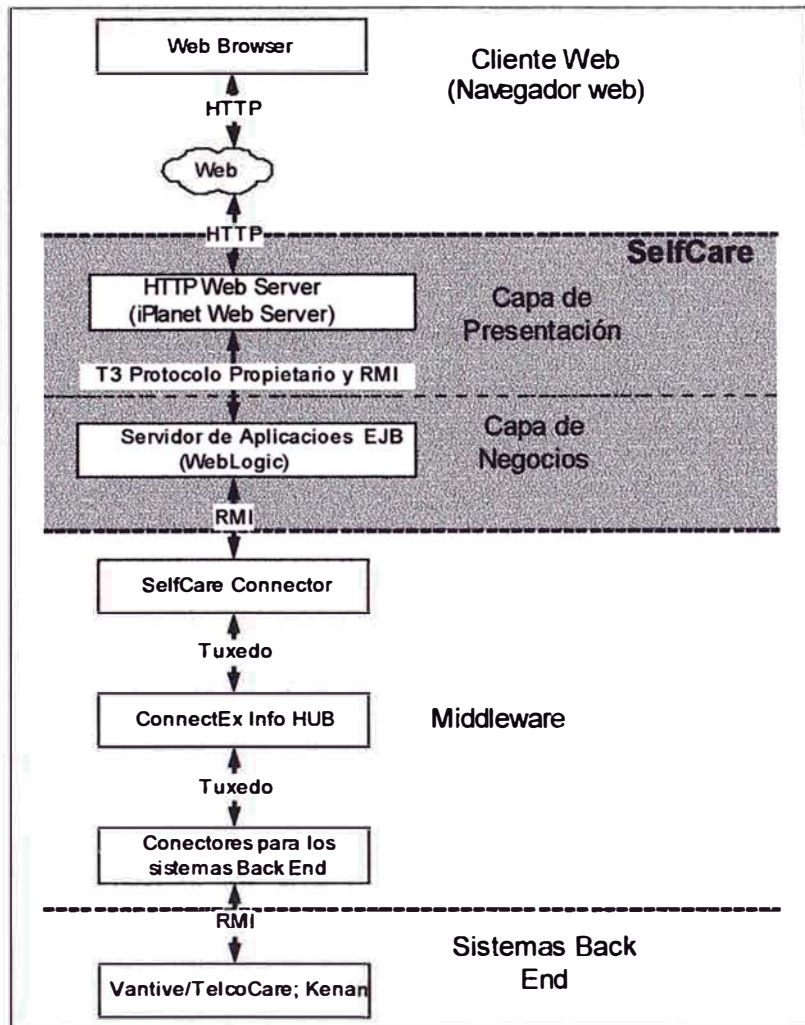 Web Browser
Cliente Web
(Navegador web)
HTTP
Web
HTTP
SelfCare
HTTP Web Server
(iPlanet Web Server)
Capa de
Presentación
T3 Protocolo Propietario y RMI
Servidor de Aplicacioes EJB
(WebLogic)
Capa de
Negocios
RMI
SelfCare Connector
Tuxedo
ConnectEx Info HUB
Middleware
Tuxedo
Conectores para los
sistemas Back End
RMI
Sistemas Back
End
Vantive/TelcoCare; Kenan